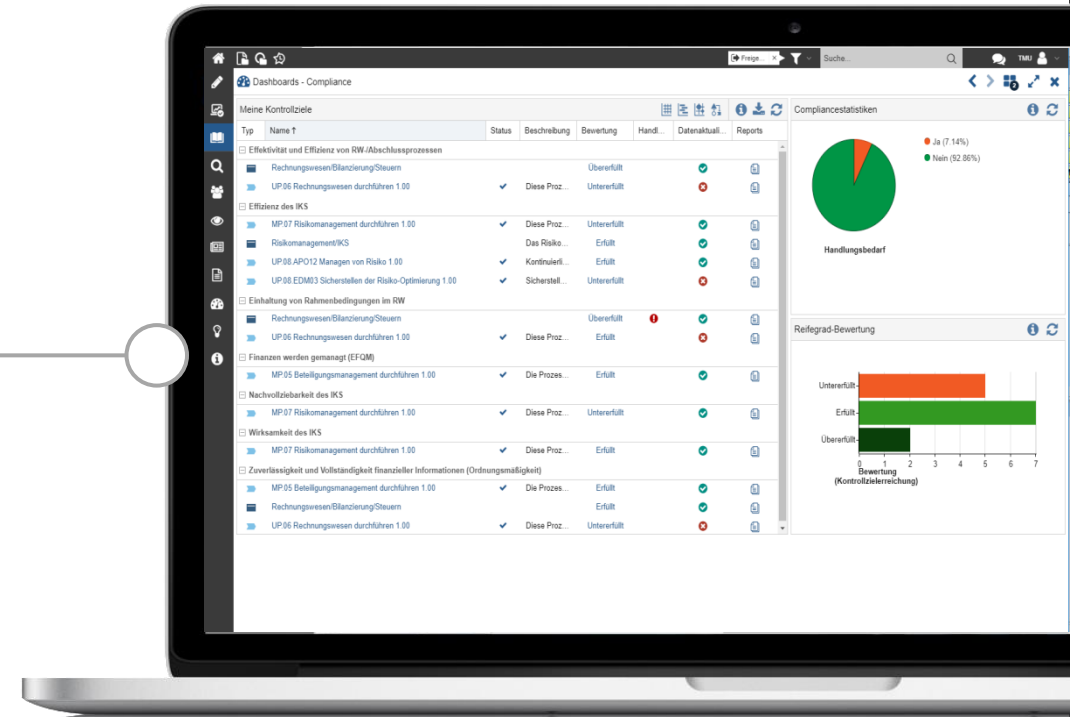 Freige... ×
Suche...
TMU
Dashboards - Compliance
2
Meine Kontrollziele
Typ Name ↑ Status Beschreibung Bewertung Handl... Datenaktuali... Reports
Effektivität und Effizienz von RW-/Abschlussprozessen
Rechnungswesen/Bilanzierung/Steuern Übererfüllt
UP.06 Rechnungswesen durchführen 1.00 Diese Proz... Untererfüllt
Effizienz des IKS
MP.07 Risikomanagement durchführen 1.00 Diese Proz... Untererfüllt
Risikomanagement/IKS Das Risiko... Erfüllt
UP.08.APO12 Managen von Risiko 1.00 Kontinuierli... Erfüllt
UP.08.EDM03 Sicherstellen der Risiko-Optimierung 1.00 Sicherstell... Untererfüllt
Einhaltung von Rahmenbedingungen im RW
Rechnungswesen/Bilanzierung/Steuern Übererfüllt
UP.06 Rechnungswesen durchführen 1.00 Diese Proz... Erfüllt
Finanzen werden gemanagt (EFQM)
MP.05 Beteiligungsmanagement durchführen 1.00 Die Prozes... Erfüllt
Nachvollziebarkeit des IKS
MP.07 Risikomanagement durchführen 1.00 Diese Proz... Untererfüllt
Wirksamkeit des IKS
MP.07 Risikomanagement durchführen 1.00 Diese Proz... Erfüllt
Zuverlässigkeit und Vollständigkeit finanzieller Informationen (Ordnungsmäßigkeit)
MP.05 Beteiligungsmanagement durchführen 1.00 Die Prozes... Erfüllt
Rechnungswesen/Bilanzierung/Steuern Erfüllt
UP.06 Rechnungswesen durchführen 1.00 Diese Proz... Untererfüllt
Compliancestatistiken
Ja (7.14%)
Nein (92.86%)
Handlungsbedarf
Reifegrad-Bewertung
Untererfüllt
Erfüllt
Übererfüllt
0 1 2 3 4 5 6 7
Bewertung
(Kontrollzielerreichung)